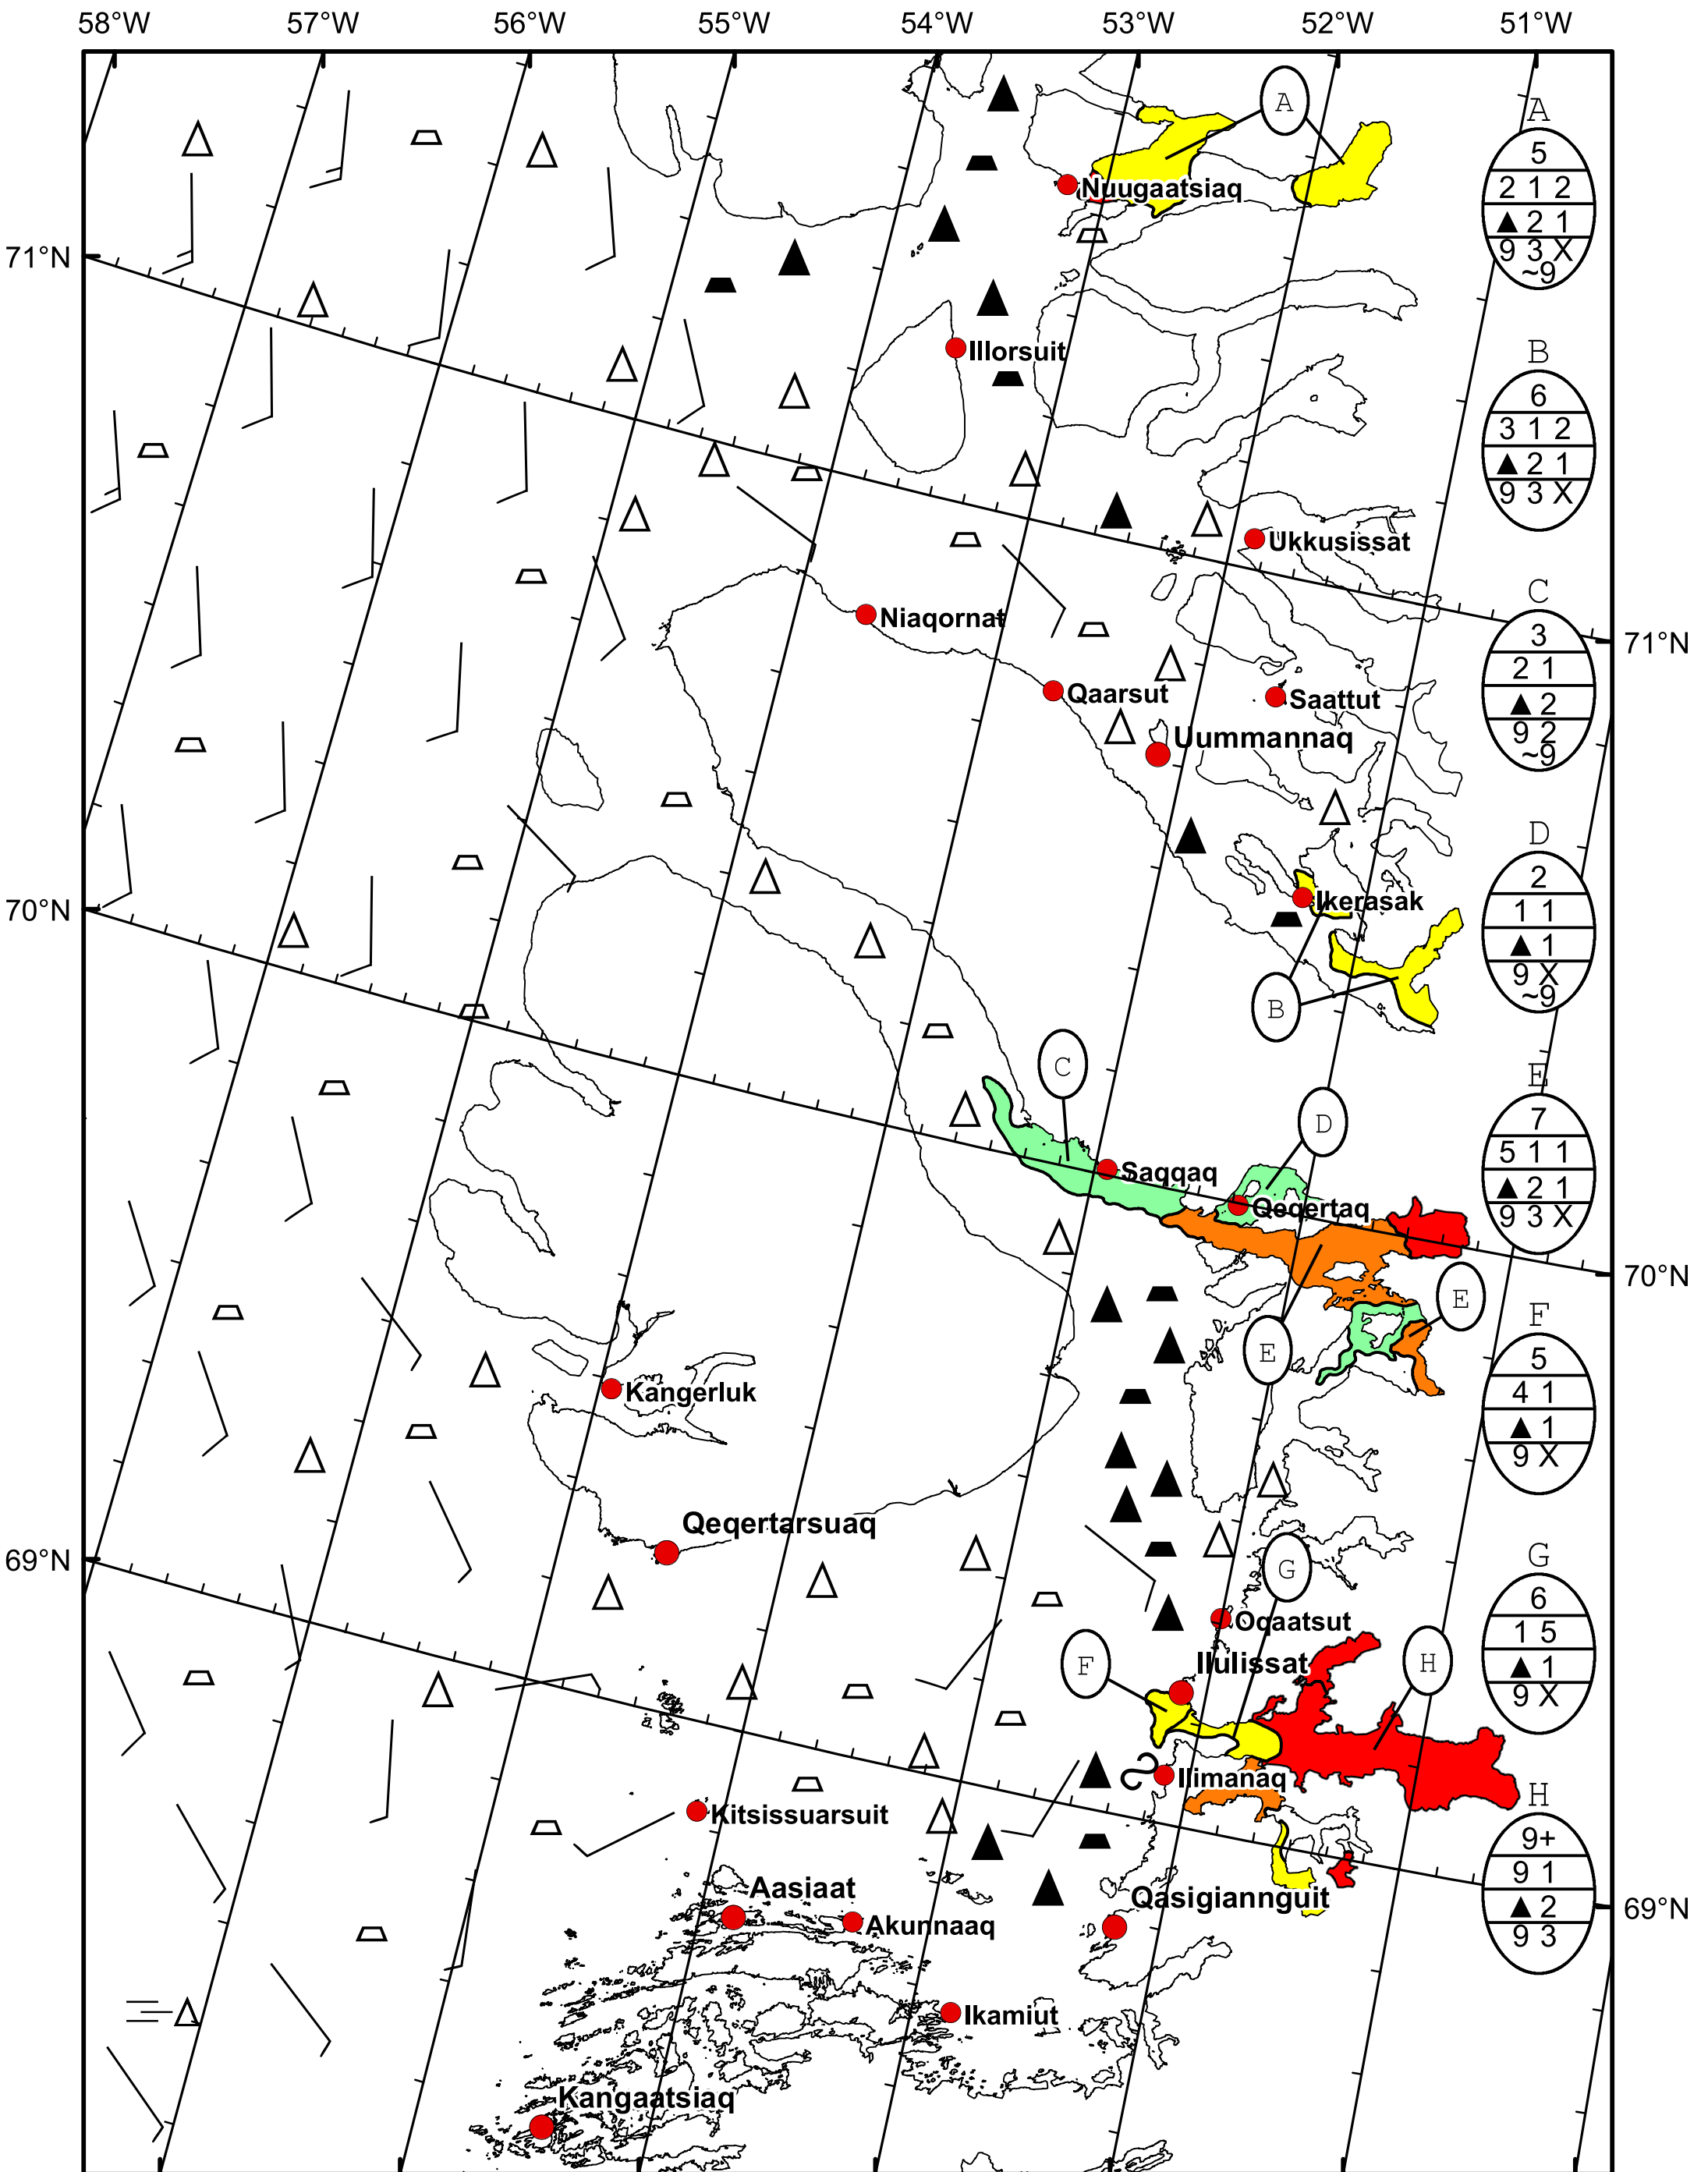 58°W 57°W 56°W 55°W 54°W 53°W 52°W 51°W
A
A
5
2 1 2
▲ 2 1
9 3 X
~9
Nuugaatsiaq
71°N
Illorsuit
B
6
3 1 2
▲ 2 1
9 3 X
Ukkusissat
C
3
2 1
▲ 2
9 2
~9
Niaqornat
71°N
Qaarsut
Saattut
Uummannaq
D
2
1 1
▲ 1
9 X
~9
Ikerasak
70°N
B
C
D
E
7
5 1 1
▲ 2 1
9 3 X
Saqqaq
Qeqertaq
70°N
E
E
F
5
4 1
▲ 1
9 X
Kangerluk
Qeqertarsuaq
69°N
G
G
6
1 5
▲ 1
9 X
Oqaatsut
Ilulissat
F
H
Ilimanaq
H
9+
9 1
▲ 2
9 3
Kitsissuarsuit
Aasiaat
Qasigiannguit
69°N
Akunnaaq
Ikamiut
Kangaatsiaq